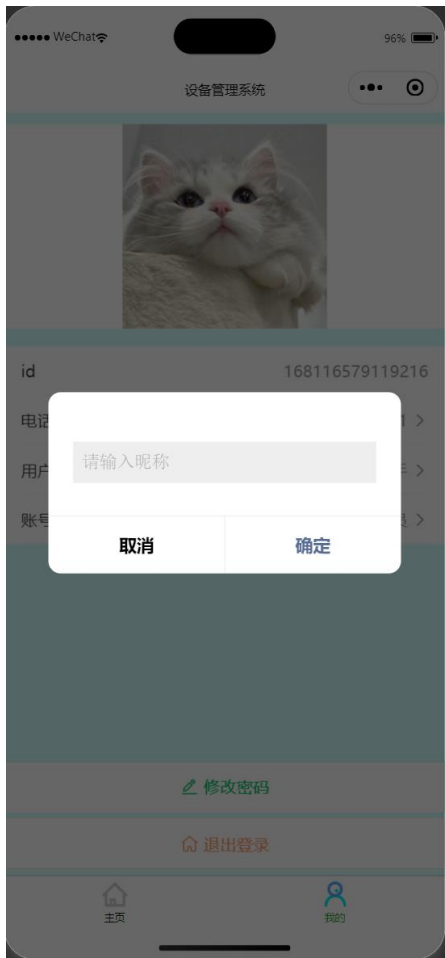 WeChat
96%
设备管理系统
id 168116579119216
电话
请输入昵称
用户
账号
取消 确定
修改密码
退出登录
主页 我的